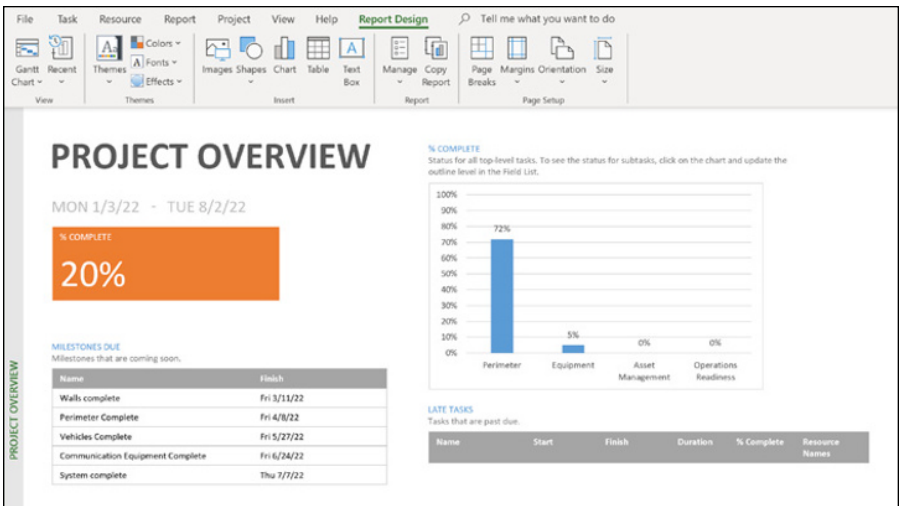 File Task Resource Report Project View Help Report Design Tell me what you want to do
Gantt Chart
Recent
View
Themes
Colors
Fonts
Effects
Themes
Images
Shapes
Chart
Table
Text Box
Insert
Manage
Copy Report
Report
Page Breaks
Margins
Orientation
Size
Page Setup
PROJECT OVERVIEW
PROJECT OVERVIEW
MON 1/3/22 - TUE 8/2/22
% COMPLETE
20%
MILESTONES DUE
Milestones that are coming soon.
Name Finish
Walls complete Fri 3/11/22
Perimeter Complete Fri 4/8/22
Vehicles Complete Fri 5/27/22
Communication Equipment Complete Fri 6/24/22
System complete Thu 7/7/22
% COMPLETE
Status for all top-level tasks. To see the status for subtasks, click on the chart and update the
outline level in the Field List.
100%
90%
80%
70%
60%
50%
40%
30%
20%
10%
0%
72%
5%
0%
0%
Perimeter
Equipment
Asset Management
Operations Readiness
LATE TASKS
Tasks that are past due.
Name Start Finish Duration % Complete Resource Names